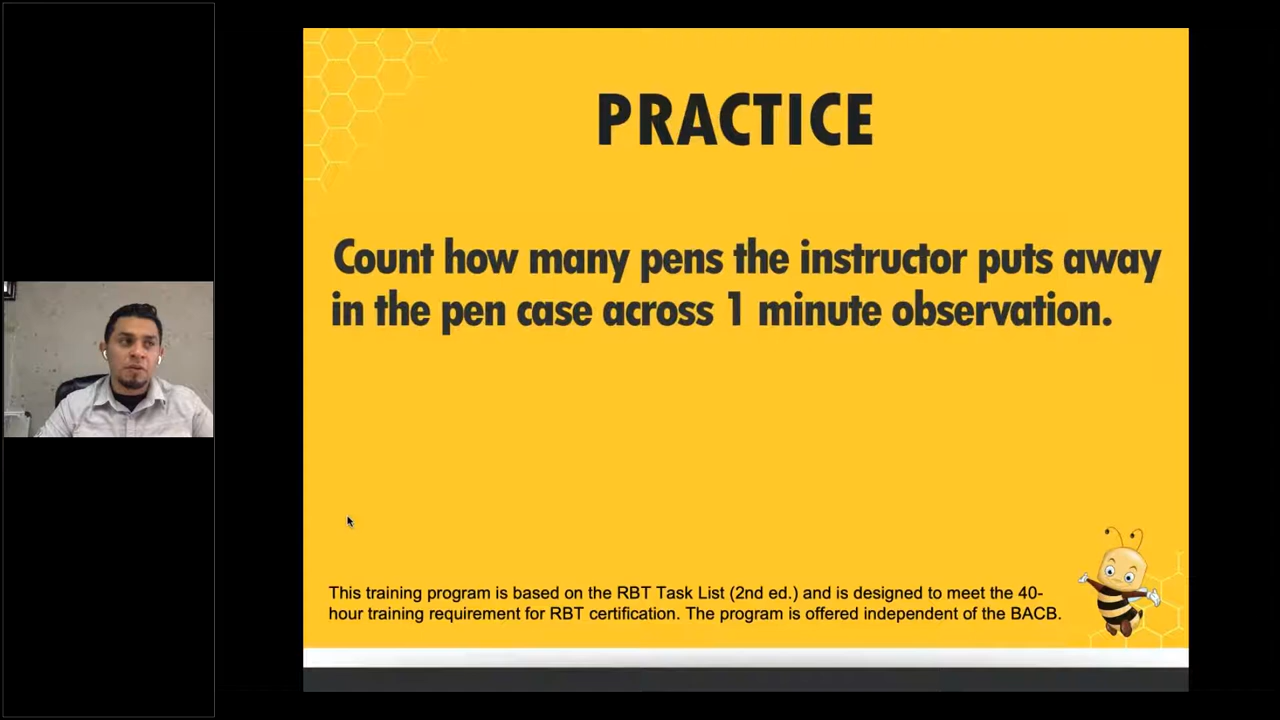 PRACTICE
Count how many pens the instructor puts away
in the pen case across 1 minute observation.
This training program is based on the RBT Task List (2nd ed.) and is designed to meet the 40-
hour training requirement for RBT certification. The program is offered independent of the BACB.